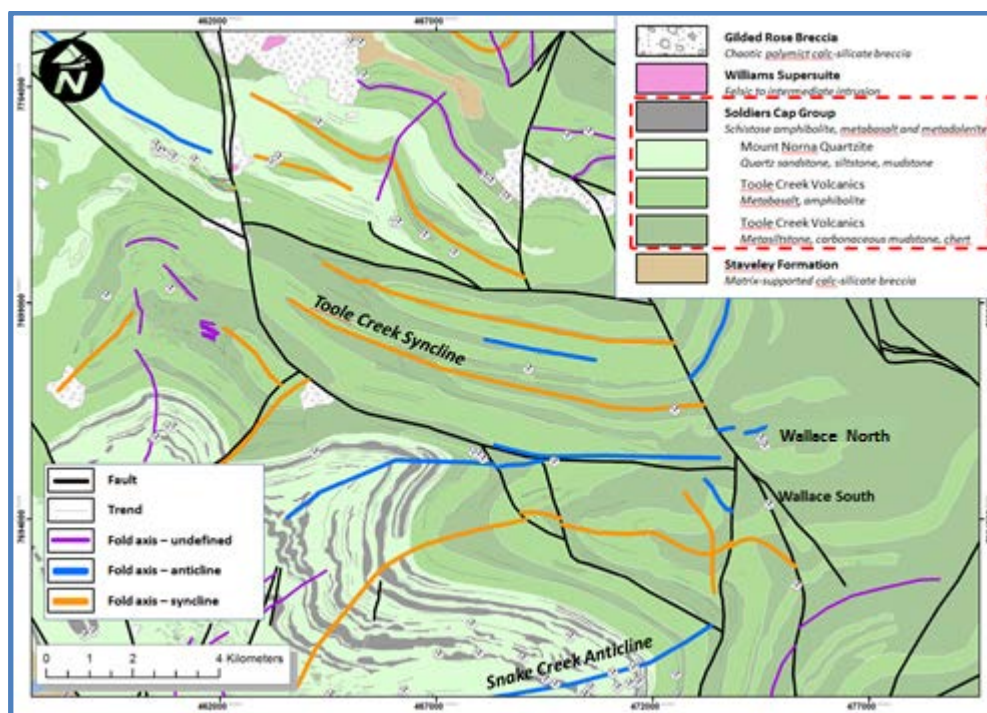 462000
467000
7704000
7699000
7694000
N
Gilded Rose Breccia
Chaotic polymict calc-silicate breccia
Williams Supersuite
Felsic to intermediate intrusion
Soldiers Cap Group
Schistose amphibolite, metabasalt and metadolerite
Mount Norna Quartzite
Quartz sandstone, siltstone, mudstone
Toole Creek Volcanics
Metabasalt, amphibolite
Toole Creek Volcanics
Metasiltstone, carbonaceous mudstone, chert
Staveley Formation
Matrix-supported calc-silicate breccia
Toole Creek Syncline
Wallace North
Wallace South
Snake Creek Anticline
Fault
Trend
Fold axis – undefined
Fold axis – anticline
Fold axis – syncline
0 1 2 4 Kilometers
462000
467000
472000
477000